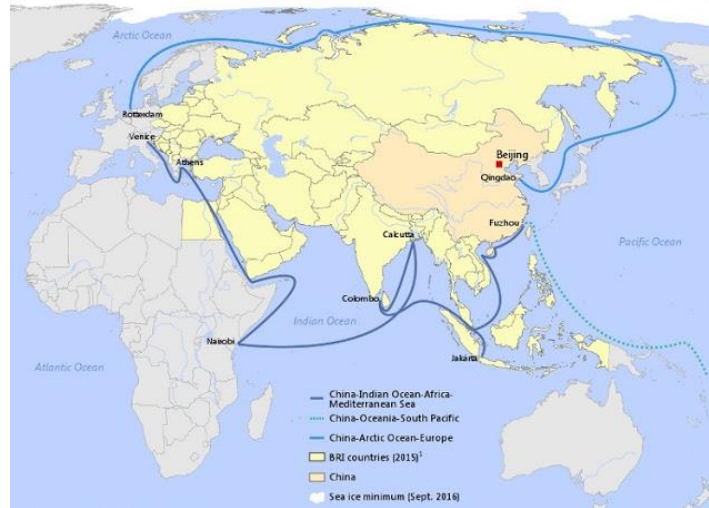 Arctic Ocean
Rotterdam
Venice
Athens
Beijing
Qingdao
Fuzhou
Calcutta
Pacific Ocean
Colombo
Indian Ocean
Nairobi
Jakarta
Atlantic Ocean
China-Indian Ocean-Africa-
Mediterranean Sea
China-Oceania-South Pacific
China-Arctic Ocean-Europe
BRI countries (2015)¹
China
Sea ice minimum (Sept. 2016)